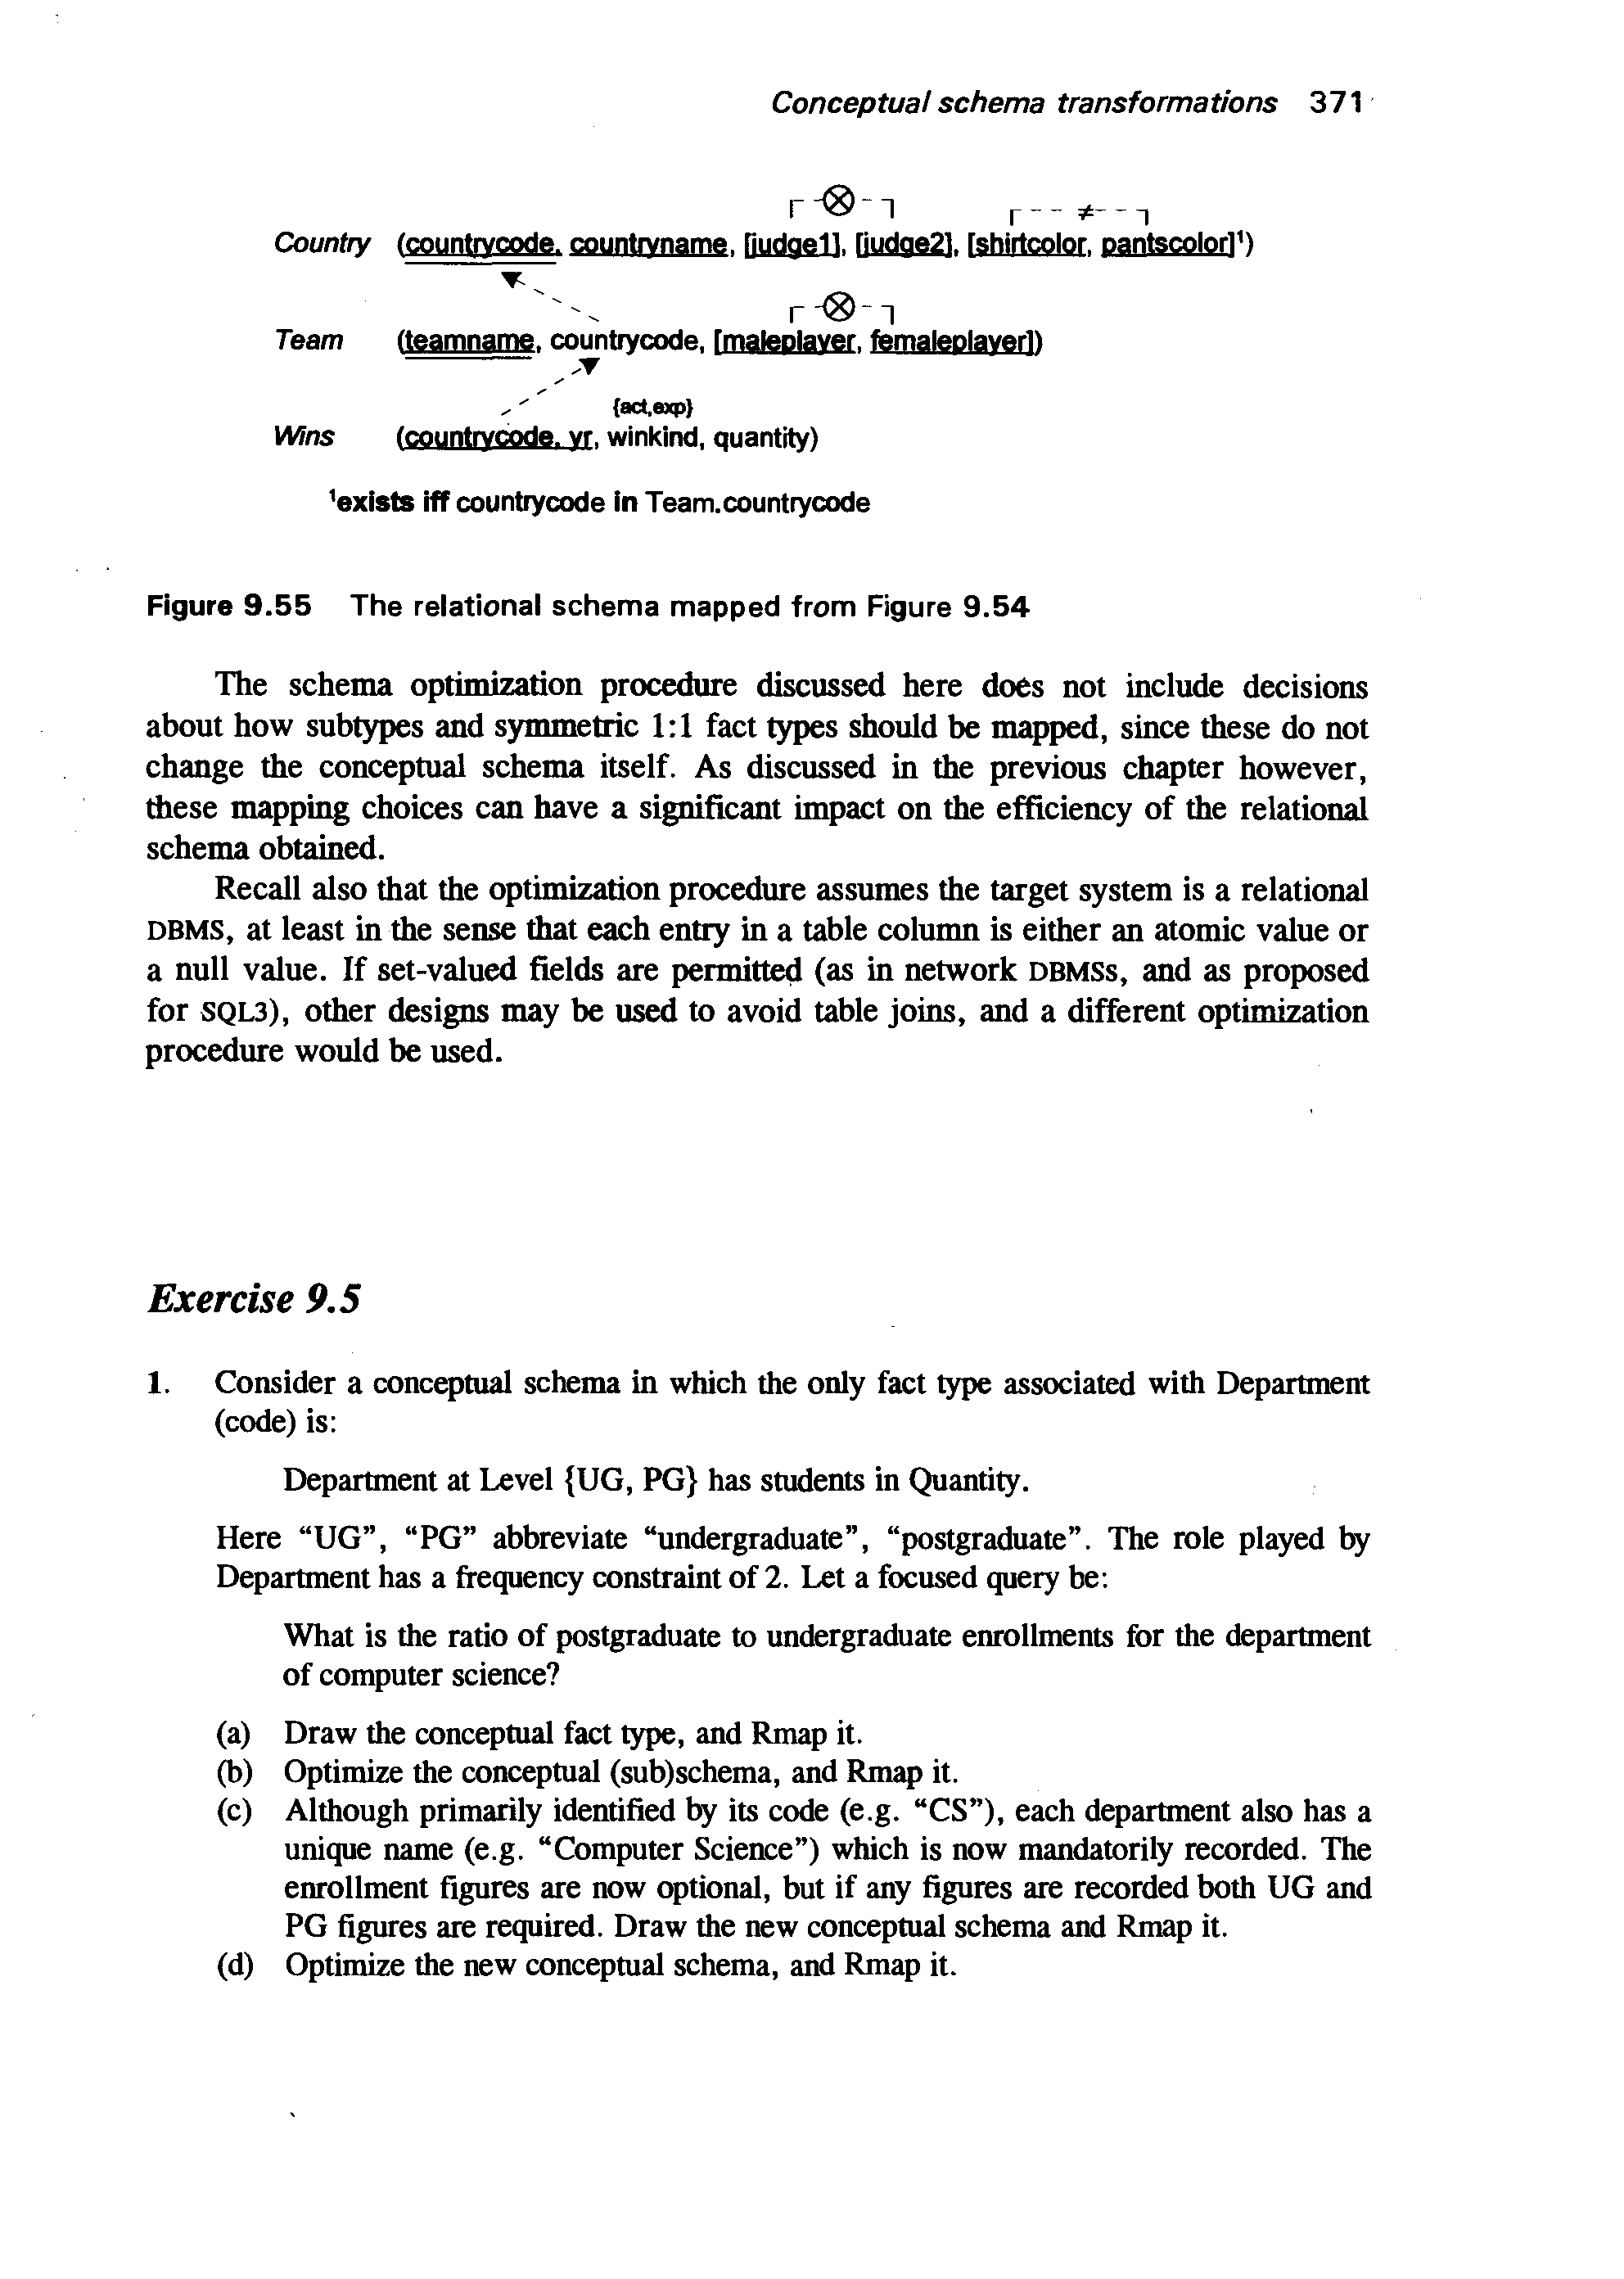 Conceptual schema transformations 371
Country (countrycode, countryname, [judge1], [judge2], [shirtcolor, pantscolor]¹)
Team (teamname, countrycode, [maleplayer, femaleplayer])
{act,exp}
Wins (countrycode, yr, winkind, quantity)
¹exists iff countrycode in Team.countrycode
Figure 9.55 The relational schema mapped from Figure 9.54
The schema optimization procedure discussed here does not include decisions
about how subtypes and symmetric 1:1 fact types should be mapped, since these do not
change the conceptual schema itself. As discussed in the previous chapter however,
these mapping choices can have a significant impact on the efficiency of the relational
schema obtained.
Recall also that the optimization procedure assumes the target system is a relational
DBMS, at least in the sense that each entry in a table column is either an atomic value or
a null value. If set-valued fields are permitted (as in network DBMSs, and as proposed
for SQL3), other designs may be used to avoid table joins, and a different optimization
procedure would be used.
Exercise 9.5
1. Consider a conceptual schema in which the only fact type associated with Department
(code) is:
Department at Level {UG, PG} has students in Quantity.
Here “UG”, “PG” abbreviate “undergraduate”, “postgraduate”. The role played by
Department has a frequency constraint of 2. Let a focused query be:
What is the ratio of postgraduate to undergraduate enrollments for the department
of computer science?
(a) Draw the conceptual fact type, and Rmap it.
(b) Optimize the conceptual (sub)schema, and Rmap it.
(c) Although primarily identified by its code (e.g. “CS”), each department also has a
unique name (e.g. “Computer Science”) which is now mandatorily recorded. The
enrollment figures are now optional, but if any figures are recorded both UG and
PG figures are required. Draw the new conceptual schema and Rmap it.
(d) Optimize the new conceptual schema, and Rmap it.